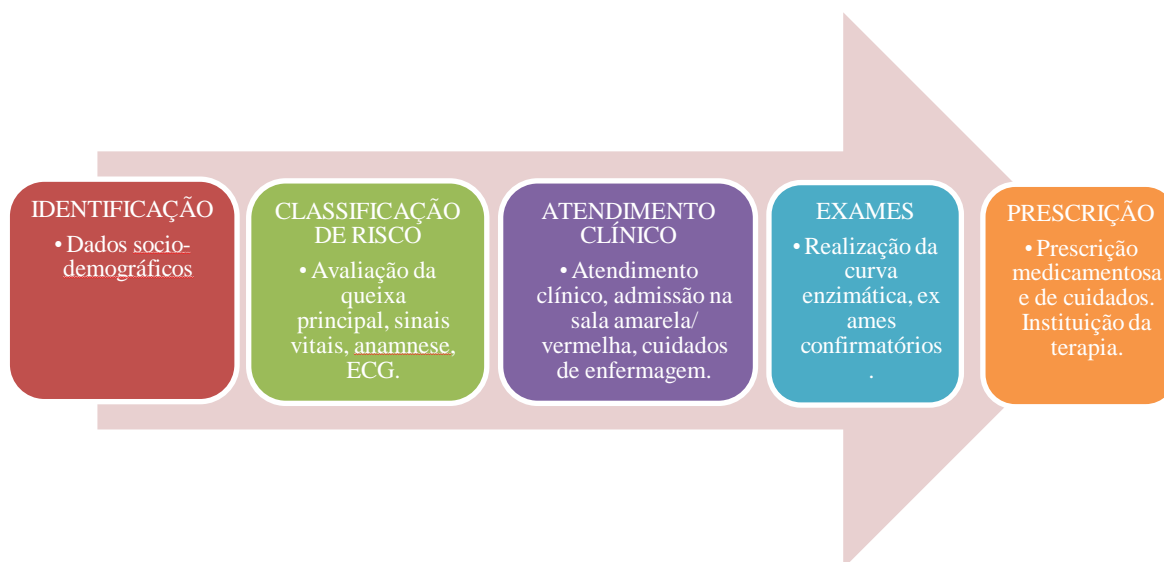 IDENTIFICAÇÃO
• Dados socio-
demográficos
CLASSIFICAÇÃO
DE RISCO
• Avaliação da
queixa
principal, sinais
vitais, anamnese,
ECG.
ATENDIMENTO
CLÍNICO
• Atendimento
clínico, admissão na
sala amarela/
vermelha, cuidados
de enfermagem.
EXAMES
• Realização da
curva
enzimática, ex
ames
confirmatórios
.
PRESCRIÇÃO
• Prescrição
medicamentosa
e de cuidados.
Instituição da
terapia.